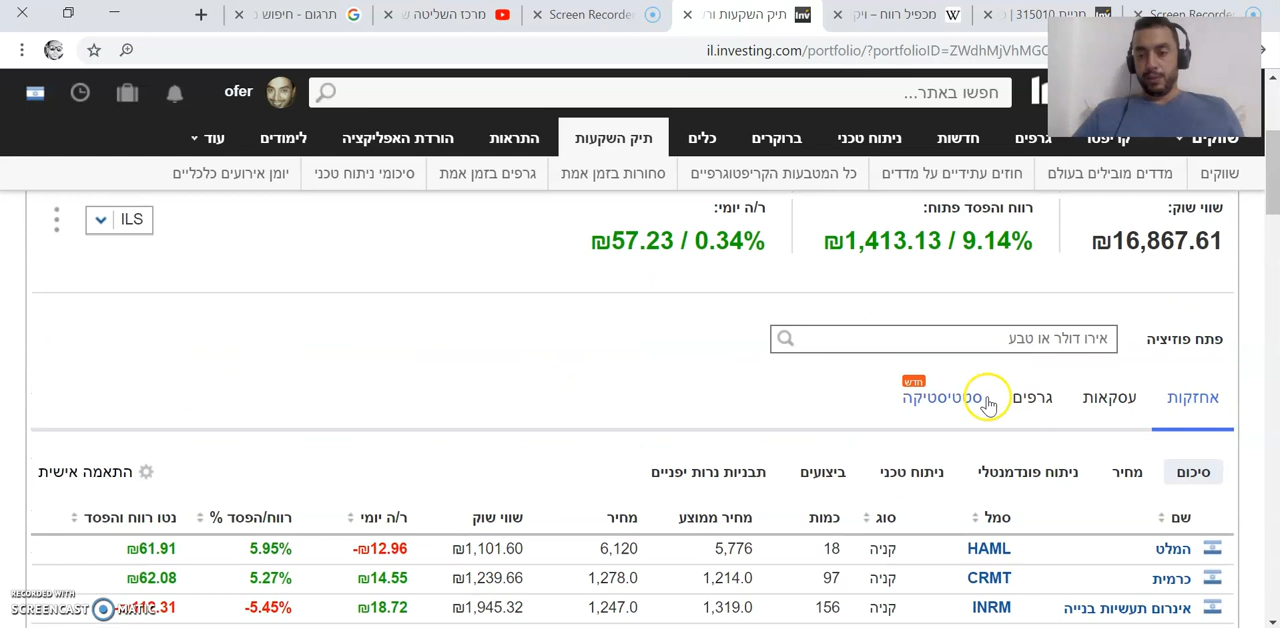 Screen Recorde
315010 | מניית
מכפיל רווח – ויק
תיק השקעות ורש
Screen Recorde
מרכז השליטה ש
תרגום - חיפוש ב
il.investing.com/portfolio/?portfolioID=ZWdhMjVhMGC
חפשו באתר...
ofer
שווקים
קריפטו
גרפים
חדשות
ניתוח טכני
ברוקרים
כלים
תיק השקעות
התראות
הורדת האפליקציה
לימודים
עוד
שווקים
מדדים מובילים בעולם
חוזים עתידיים על מדדים
כל המטבעות הקריפטוגרפיים
סחורות בזמן אמת
גרפים בזמן אמת
סיכומי ניתוח טכני
יומן אירועים כלכליים
שווי שוק:
₪16,867.61
רווח והפסד פתוח:
₪1,413.13 / 9.14%
ר/ה יומי:
₪57.23 / 0.34%
ILS
פתח פוזיציה
אירו דולר או טבע
חדש
אחזקות
עסקאות
גרפים
סטטיסטיקה
סיכום
מחיר
ניתוח פונדמנטלי
ניתוח טכני
ביצועים
תבניות נרות יפניים
התאמה אישית
שם סמל סוג כמות מחיר ממוצע מחיר שווי שוק ר/ה יומי רווח/הפסד % נטו רווח והפסד
המלט HAML קניה 18 5,776 6,120 ₪1,101.60 -₪12.96 5.95% ₪61.91
כרמית CRMT קניה 97 1,214.0 1,278.0 ₪1,239.66 ₪14.55 5.27% ₪62.08
אינרום תעשיות בנייה INRM קניה 156 1,319.0 1,247.0 ₪1,945.32 ₪18.72 -5.45%
RECORDED WITH
SCREENCAST MATIC